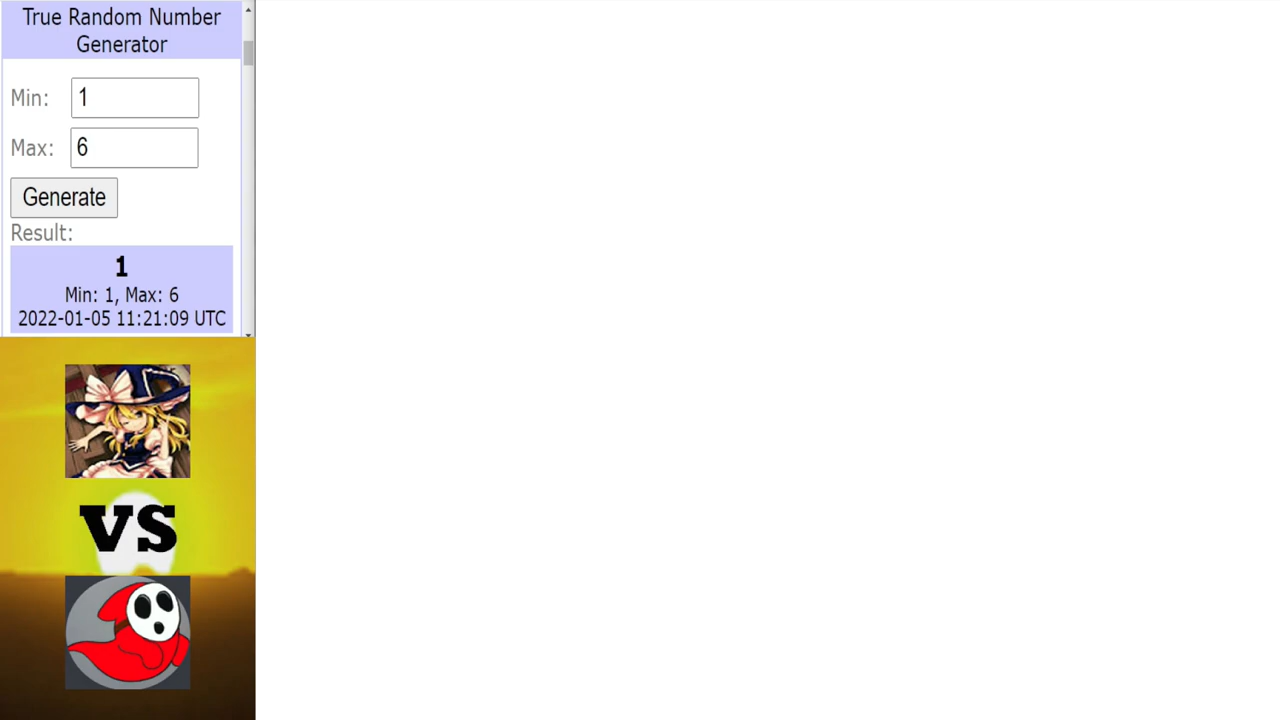 True Random Number
Generator
Min: 1
Max: 6
Generate
Result:
1
Min: 1, Max: 6
2022-01-05 11:21:09 UTC
vs